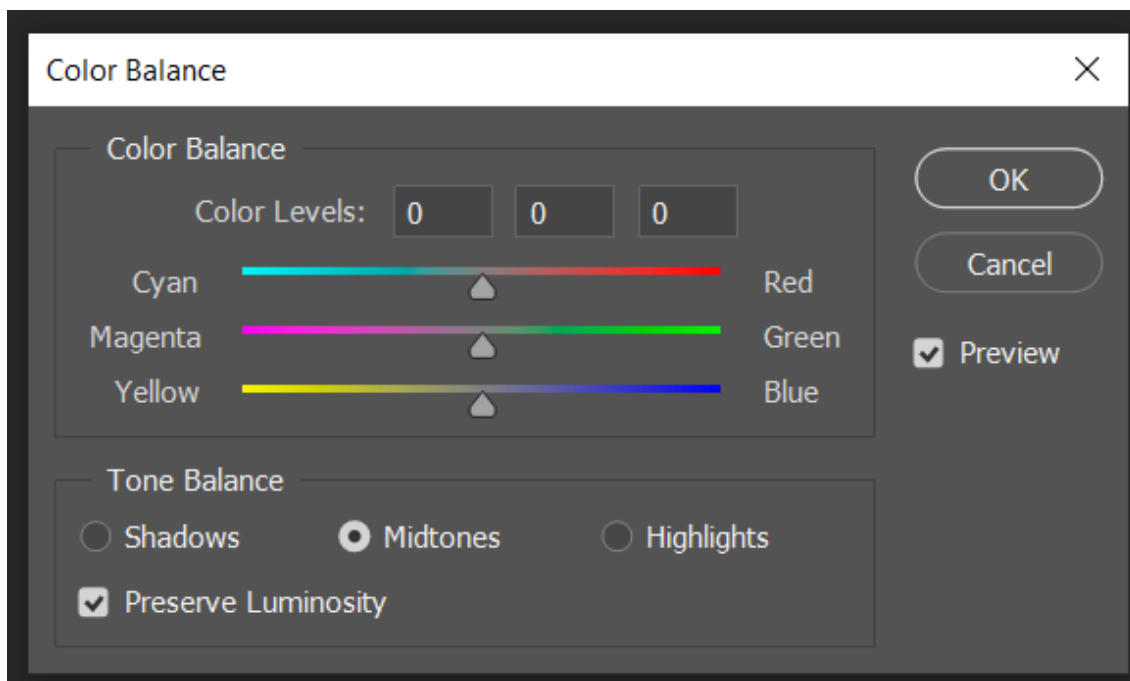 Color Balance
Color Balance
Color Levels: 0 0 0
OK
Cyan Red
Cancel
Magenta Green
Preview
Yellow Blue
Tone Balance
Shadows Midtones Highlights
Preserve Luminosity